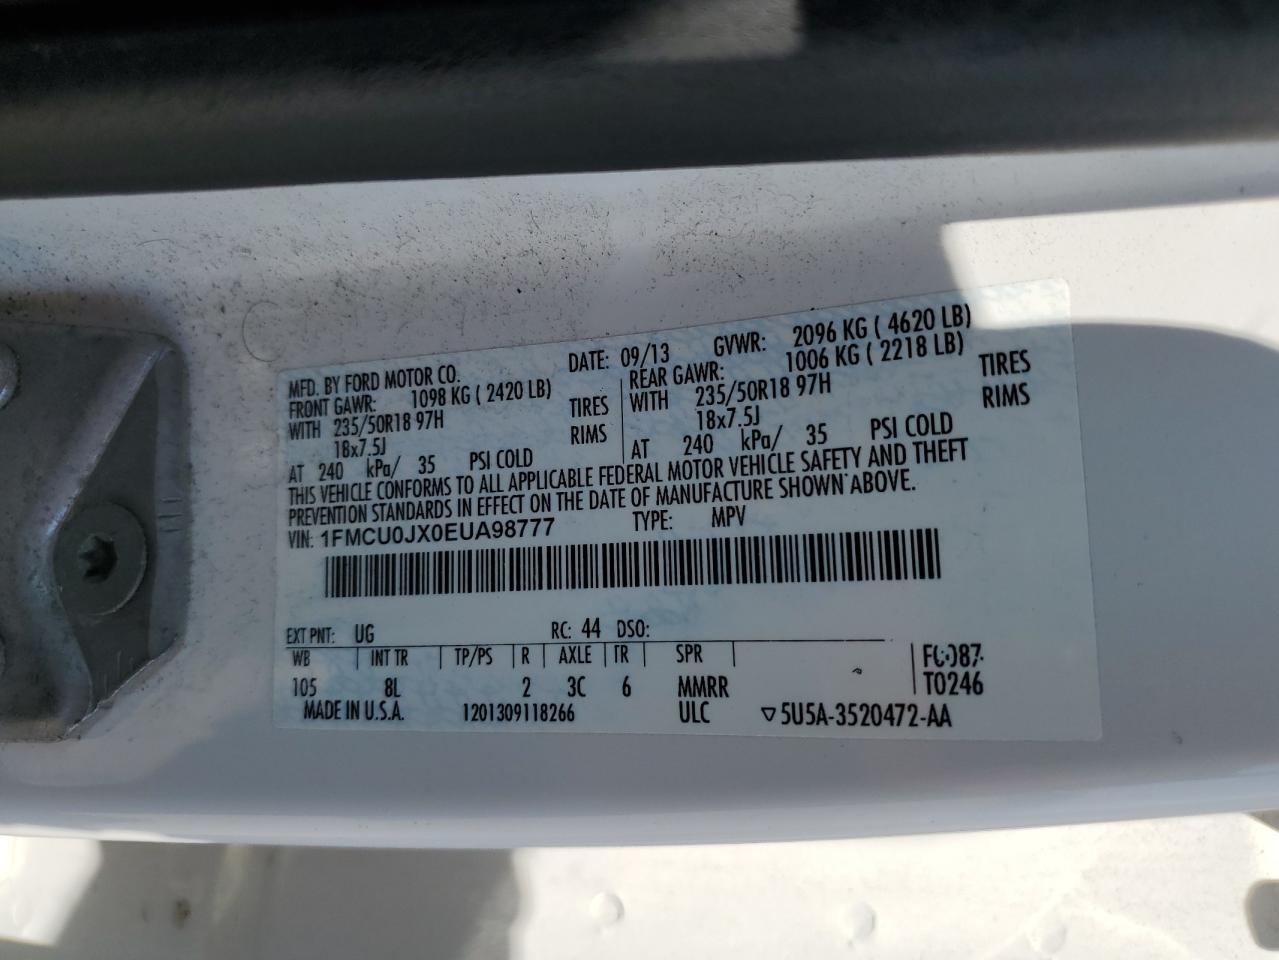 MFD. BY FORD MOTOR CO. DATE: 09/13 GVWR: 2096 KG ( 4620 LB)
FRONT GAWR: 1098 KG ( 2420 LB) REAR GAWR: 1006 KG ( 2218 LB)
WITH 235/50R18 97H TIRES WITH 235/50R18 97H TIRES
18x7.5J RIMS 18x7.5J RIMS
AT 240 kPa/ 35 PSI COLD AT 240 kPa/ 35 PSI COLD
THIS VEHICLE CONFORMS TO ALL APPLICABLE FEDERAL MOTOR VEHICLE SAFETY AND THEFT
PREVENTION STANDARDS IN EFFECT ON THE DATE OF MANUFACTURE SHOWN ABOVE.
VIN: 1FMCU0JX0EUA98777 TYPE: MPV
EXT PNT: UG RC: 44 DSO:
WB INT TR TP/PS R AXLE TR SPR
105 8L 2 3C 6 MMRR T0246
MADE IN U.S.A. 1201309118266 ULC ▽5U5A-3520472-AA